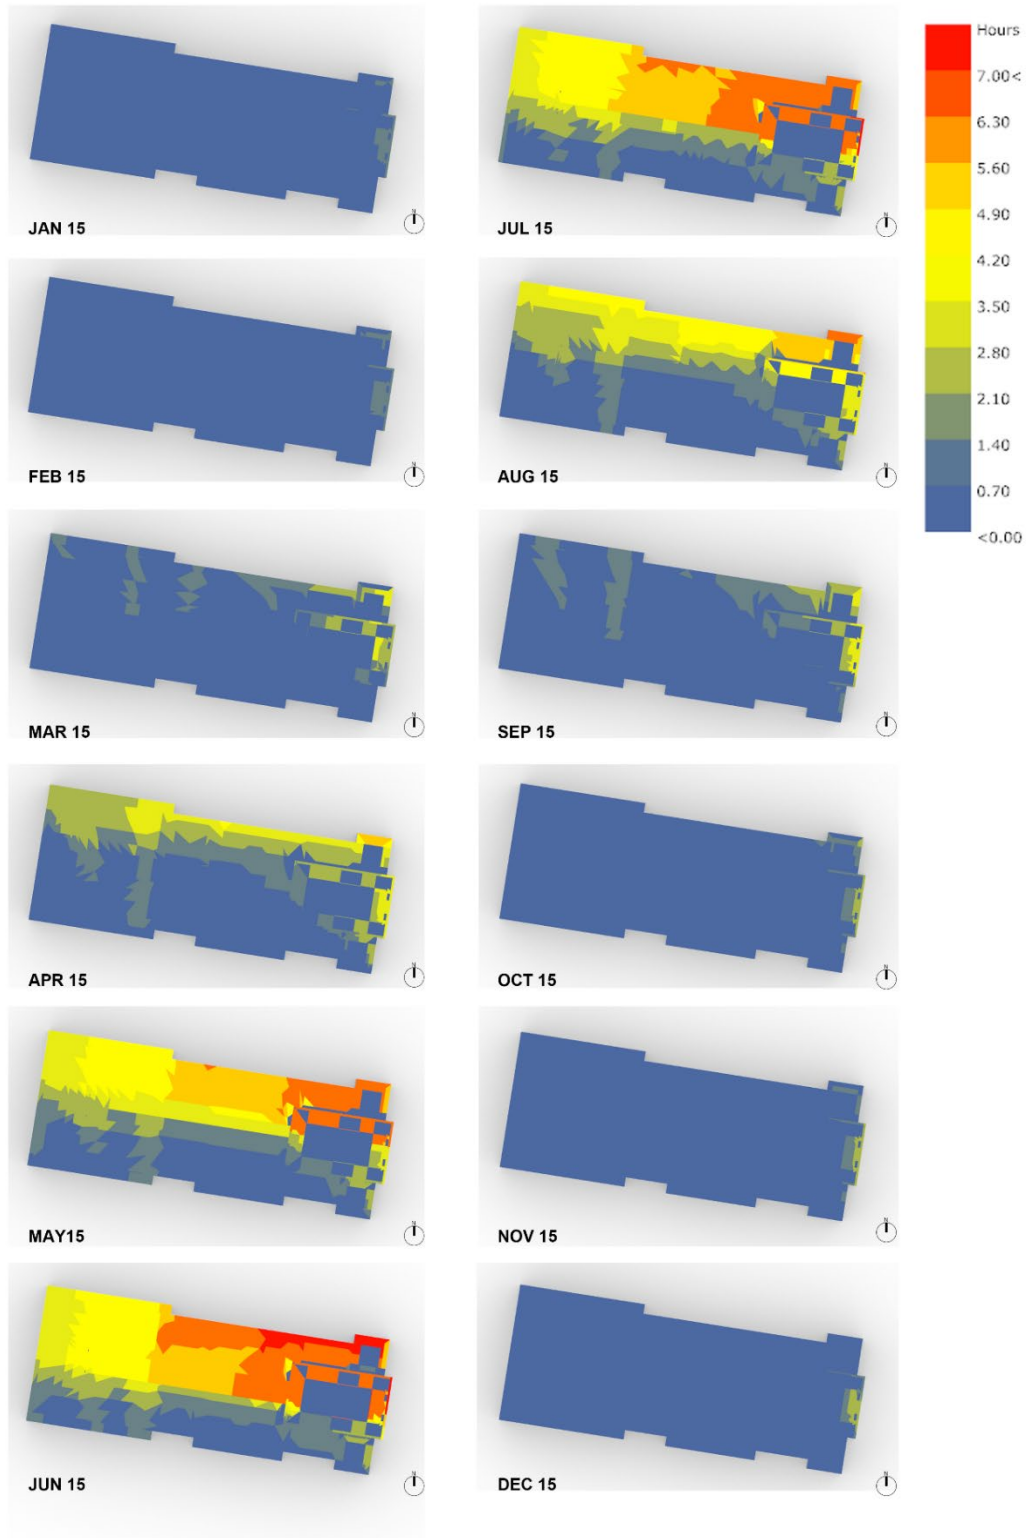 JAN 15
FEB 15
MAR 15
APR 15
MAY15
JUN 15
JUL 15
AUG 15
SEP 15
OCT 15
NOV 15
DEC 15
Hours
7.00<
6.30
5.60
4.90
4.20
3.50
2.80
2.10
1.40
0.70
<0.00
N
N
N
N
N
N
N
N
N
N
N
N